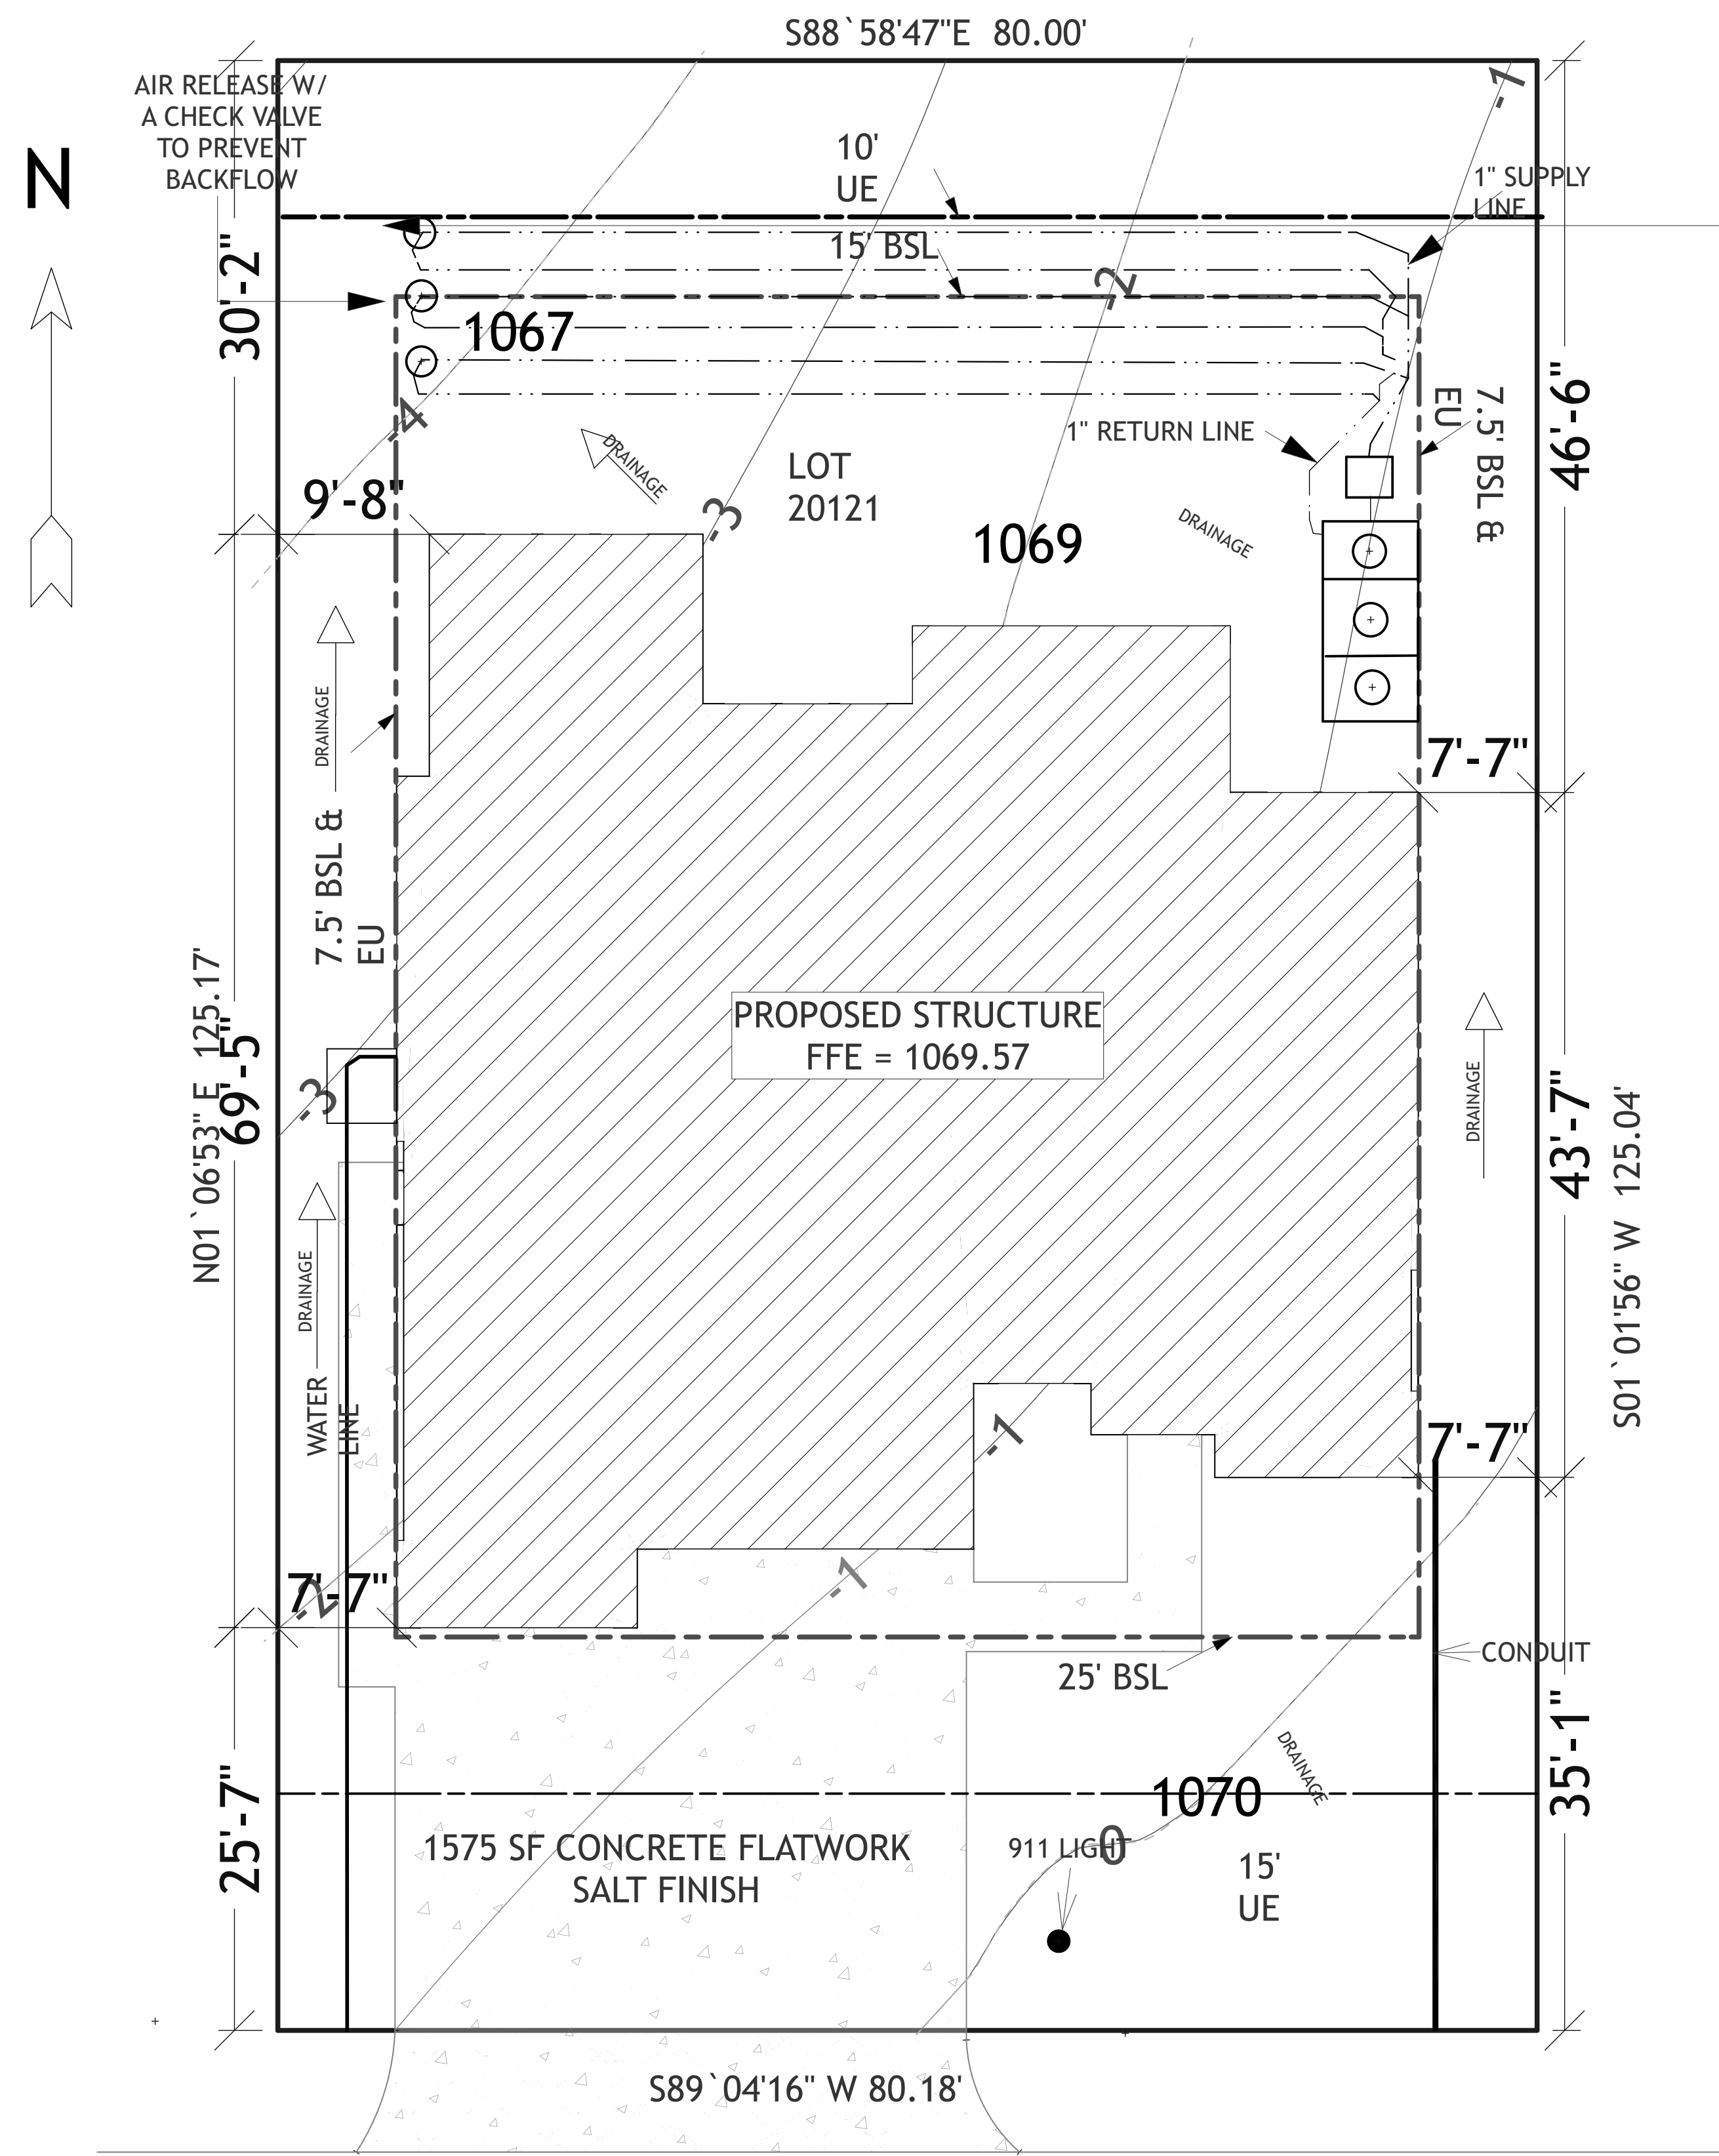 S88`58'47"E 80.00'
AIR RELEASE W/
A CHECK VALVE
TO PREVENT
BACKFLOW
N
10'
UE
-1
1" SUPPLY
LINE
15' BSL
-2
30'-2"
1067
-4
7.5' BSL &
EU
46'-6"
1" RETURN LINE
DRAINAGE
LOT
20121
9'-8"
-3
1069
DRAINAGE
DRAINAGE
7'-7"
7.5' BSL &
EU
PROPOSED STRUCTURE
FFE = 1069.57
N01`06'53" E 125.17'
69'-5"
-3
DRAINAGE
43'-7"
S01`01'56" W 125.04'
DRAINAGE
WATER
LINE
-1
7'-7"
-1
7'-7"
-2
25' BSL
CONDUIT
25'-7"
35'-1"
DRAINAGE
1070
1575 SF CONCRETE FLATWORK
SALT FINISH
911 LIGHT
0
15'
UE
S89`04'16" W 80.18'